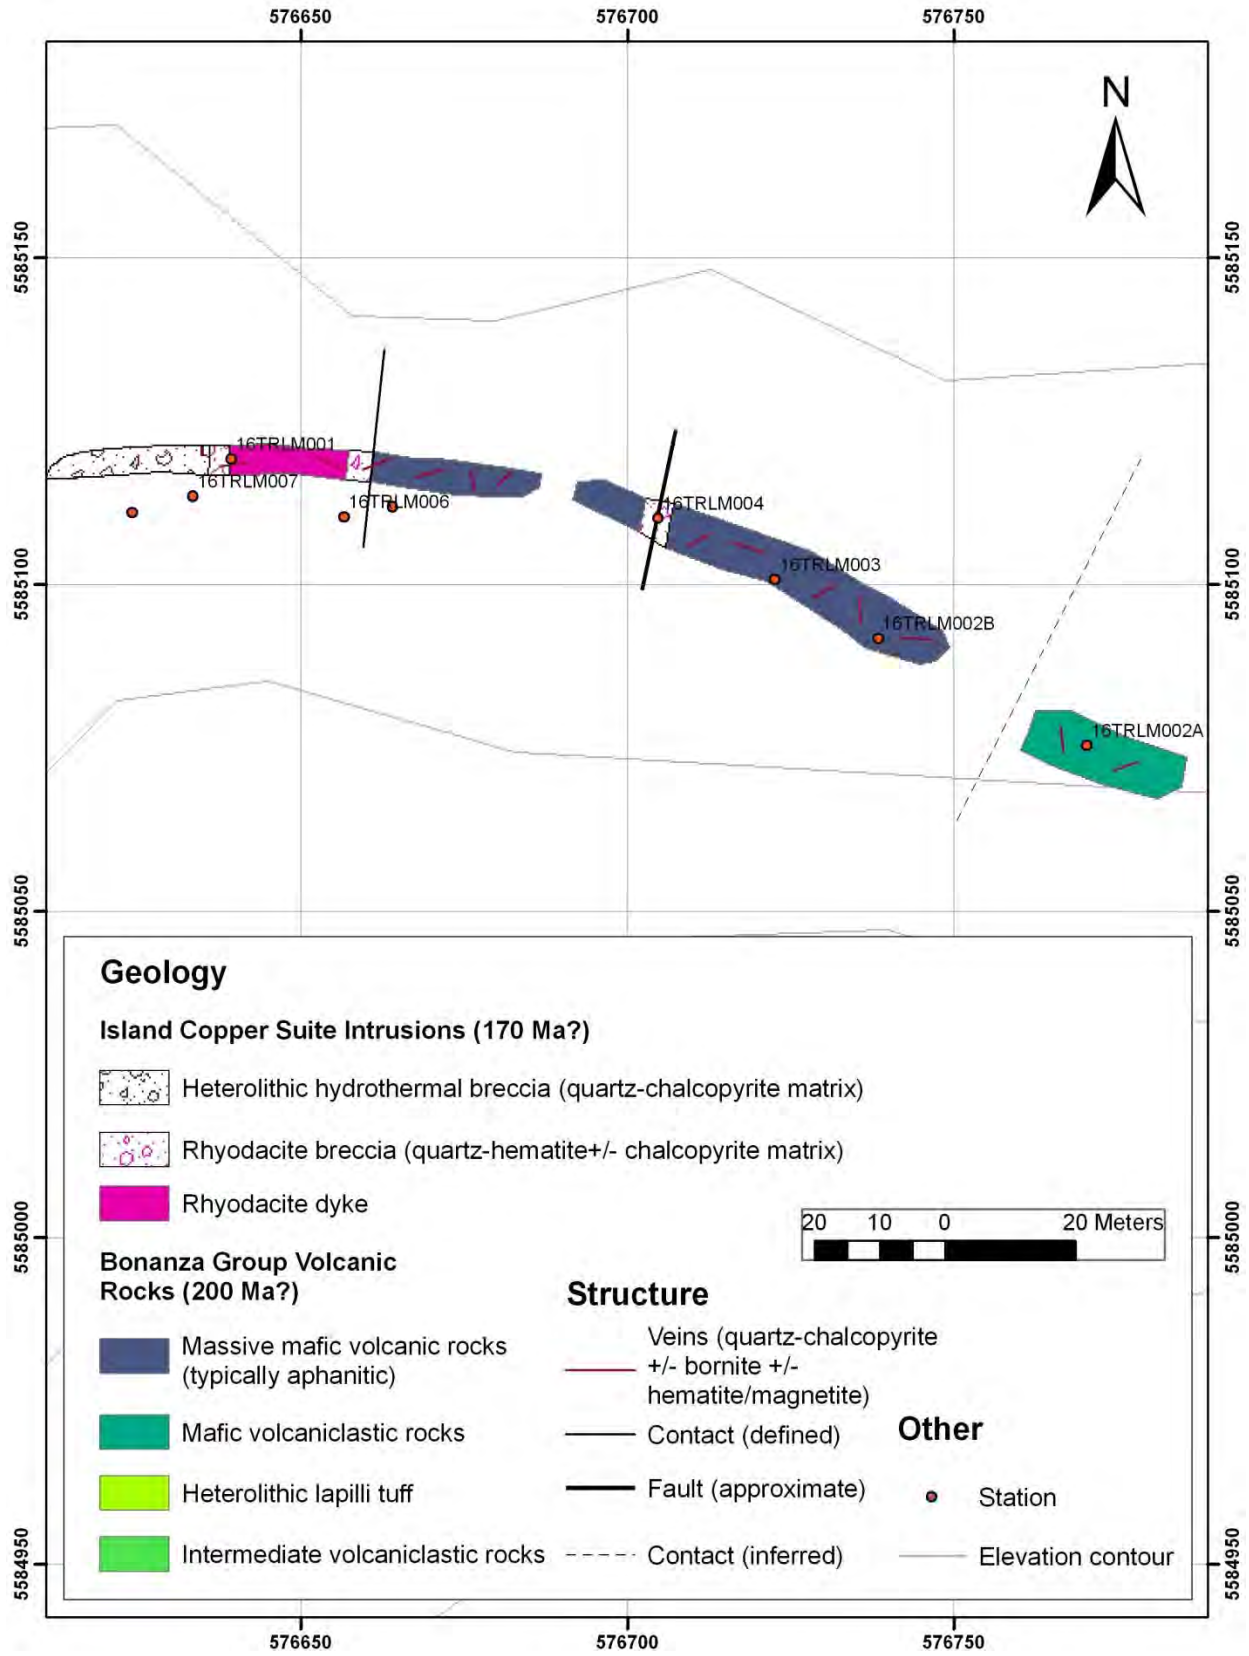 576650
576700
576750
N
5585150
5585150
16TRLM001
16TRLM007
16TRLM006
16TRLM004
16TRLM003
5585100
5585100
16TRLM002B
16TRLM002A
5585050
5585050
Geology
Island Copper Suite Intrusions (170 Ma?)
Heterolithic hydrothermal breccia (quartz-chalcopyrite matrix)
Rhyodacite breccia (quartz-hematite+/- chalcopyrite matrix)
Rhyodacite dyke
20 10 0 20 Meters
5585000
5585000
Bonanza Group Volcanic
Rocks (200 Ma?)
Massive mafic volcanic rocks
(typically aphanitic)
Mafic volcaniclastic rocks
Heterolithic lapilli tuff
Intermediate volcaniclastic rocks
Structure
Veins (quartz-chalcopyrite
+/- bornite +/-
hematite/magnetite)
Contact (defined)
Fault (approximate)
Contact (inferred)
Other
Station
Elevation contour
5584950
5584950
576650
576700
576750